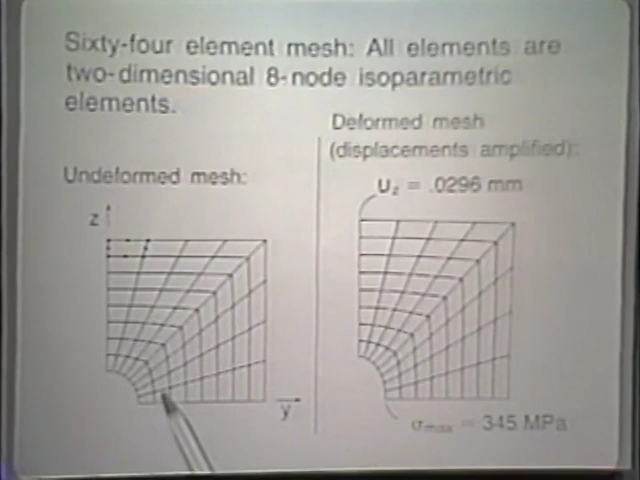 Sixty-four element mesh: All elements are
two-dimensional 8-node isoparametric
elements.
Deformed mesh
(displacements amplified):
Undeformed mesh:
Uz = .0296 mm
z
y
σmax = 345 MPa